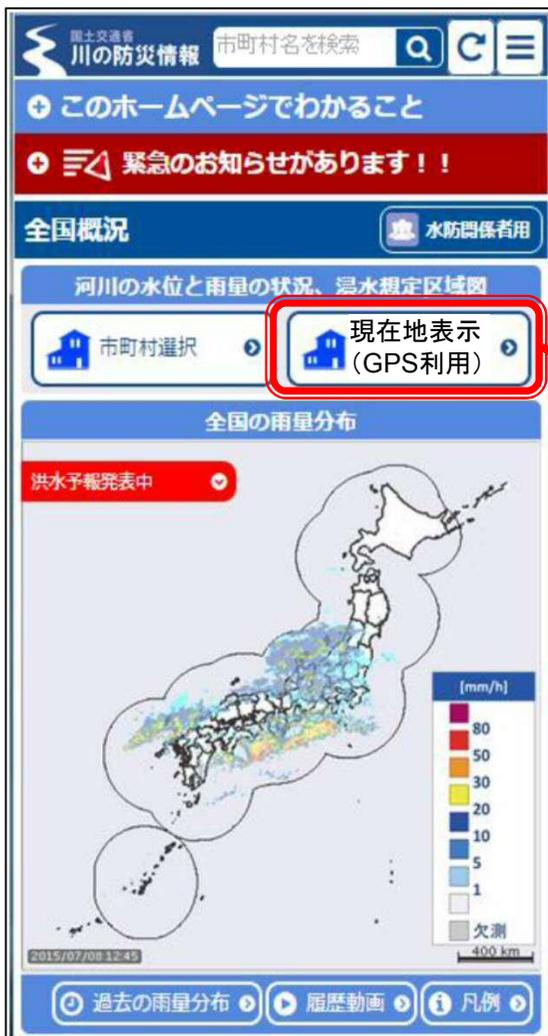 国土交通省
川の防災情報
市町村名を検索
このホームページでわかること
緊急のお知らせがあります！！
全国概況
水防関係者用
河川の水位と雨量の状況、浸水想定区域図
市町村選択
現在地表示
（GPS利用）
全国の雨量分布
洪水予報発表中
[mm/h]
80
50
30
20
10
5
1
欠測
400 km
2015/07/08 12:45
過去の雨量分布
履歴動画
凡例